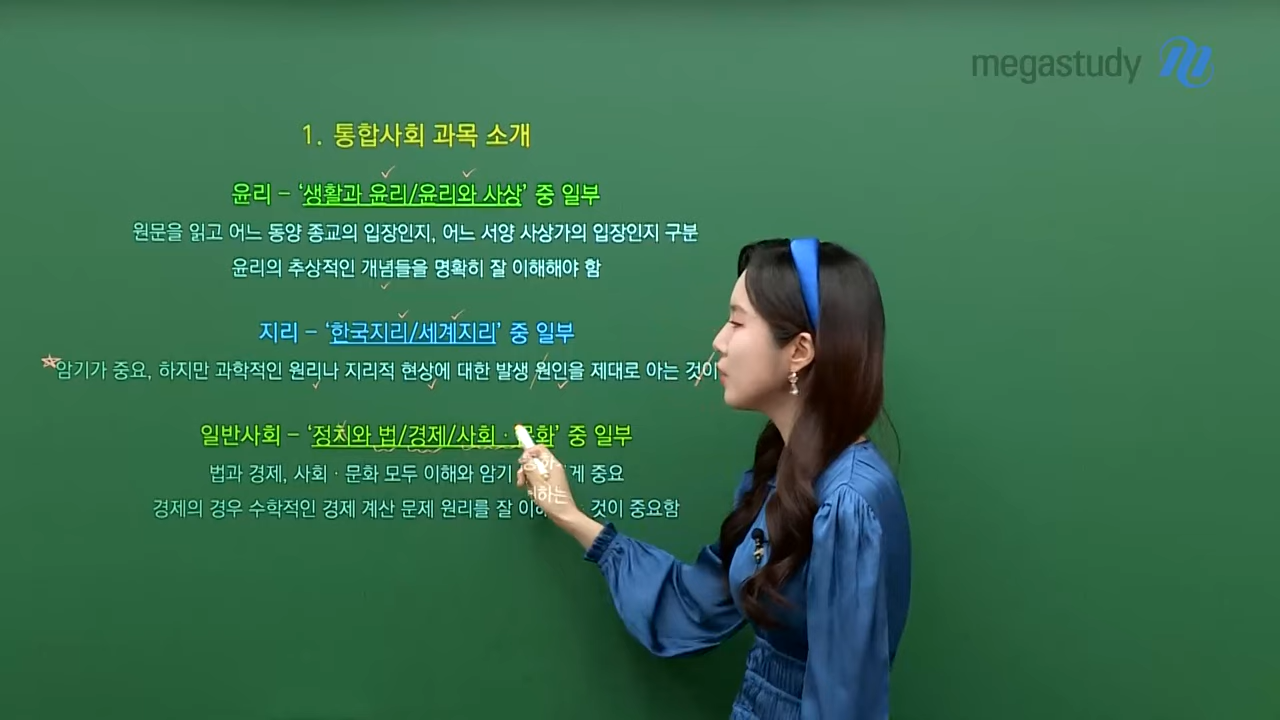 megastudy
1. 통합사회 과목 소개
윤리 – ‘생활과 윤리/윤리와 사상’ 중 일부
원문을 읽고 어느 동양 종교의 입장인지, 어느 서양 사상가의 입장인지 구분
윤리의 추상적인 개념들을 명확히 잘 이해해야 함
지리 – ‘한국지리/세계지리’ 중 일부
암기가 중요, 하지만 과학적인 원리나 지리적 현상에 대한 발생 원인을 제대로 아는 것이
일반사회 – ‘정치와 법/경제/사회 · 문화’ 중 일부
법과 경제, 사회 · 문화 모두 이해와 암기 중요
경제의 경우 수학적인 경제 계산 문제 원리를 잘 것이 중요함